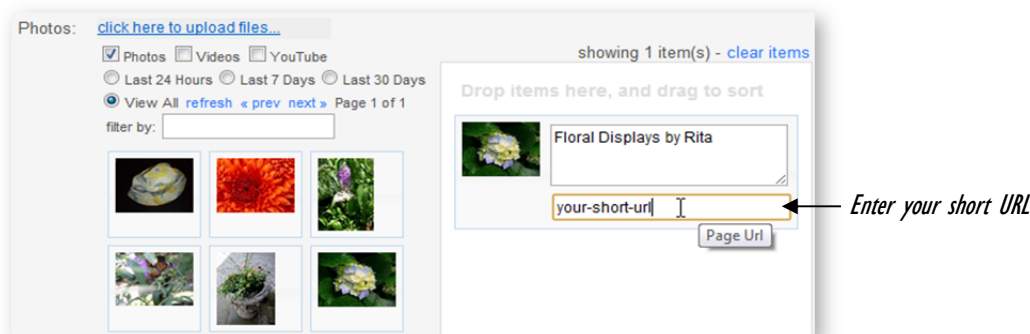 Photos: click here to upload files...
Photos Videos YouTube
Last 24 Hours Last 7 Days Last 30 Days
View All refresh « prev next » Page 1 of 1
filter by:
showing 1 item(s) - clear items
Drop items here, and drag to sort
Floral Displays by Rita
your-short-url
Page Url
Enter your short URL